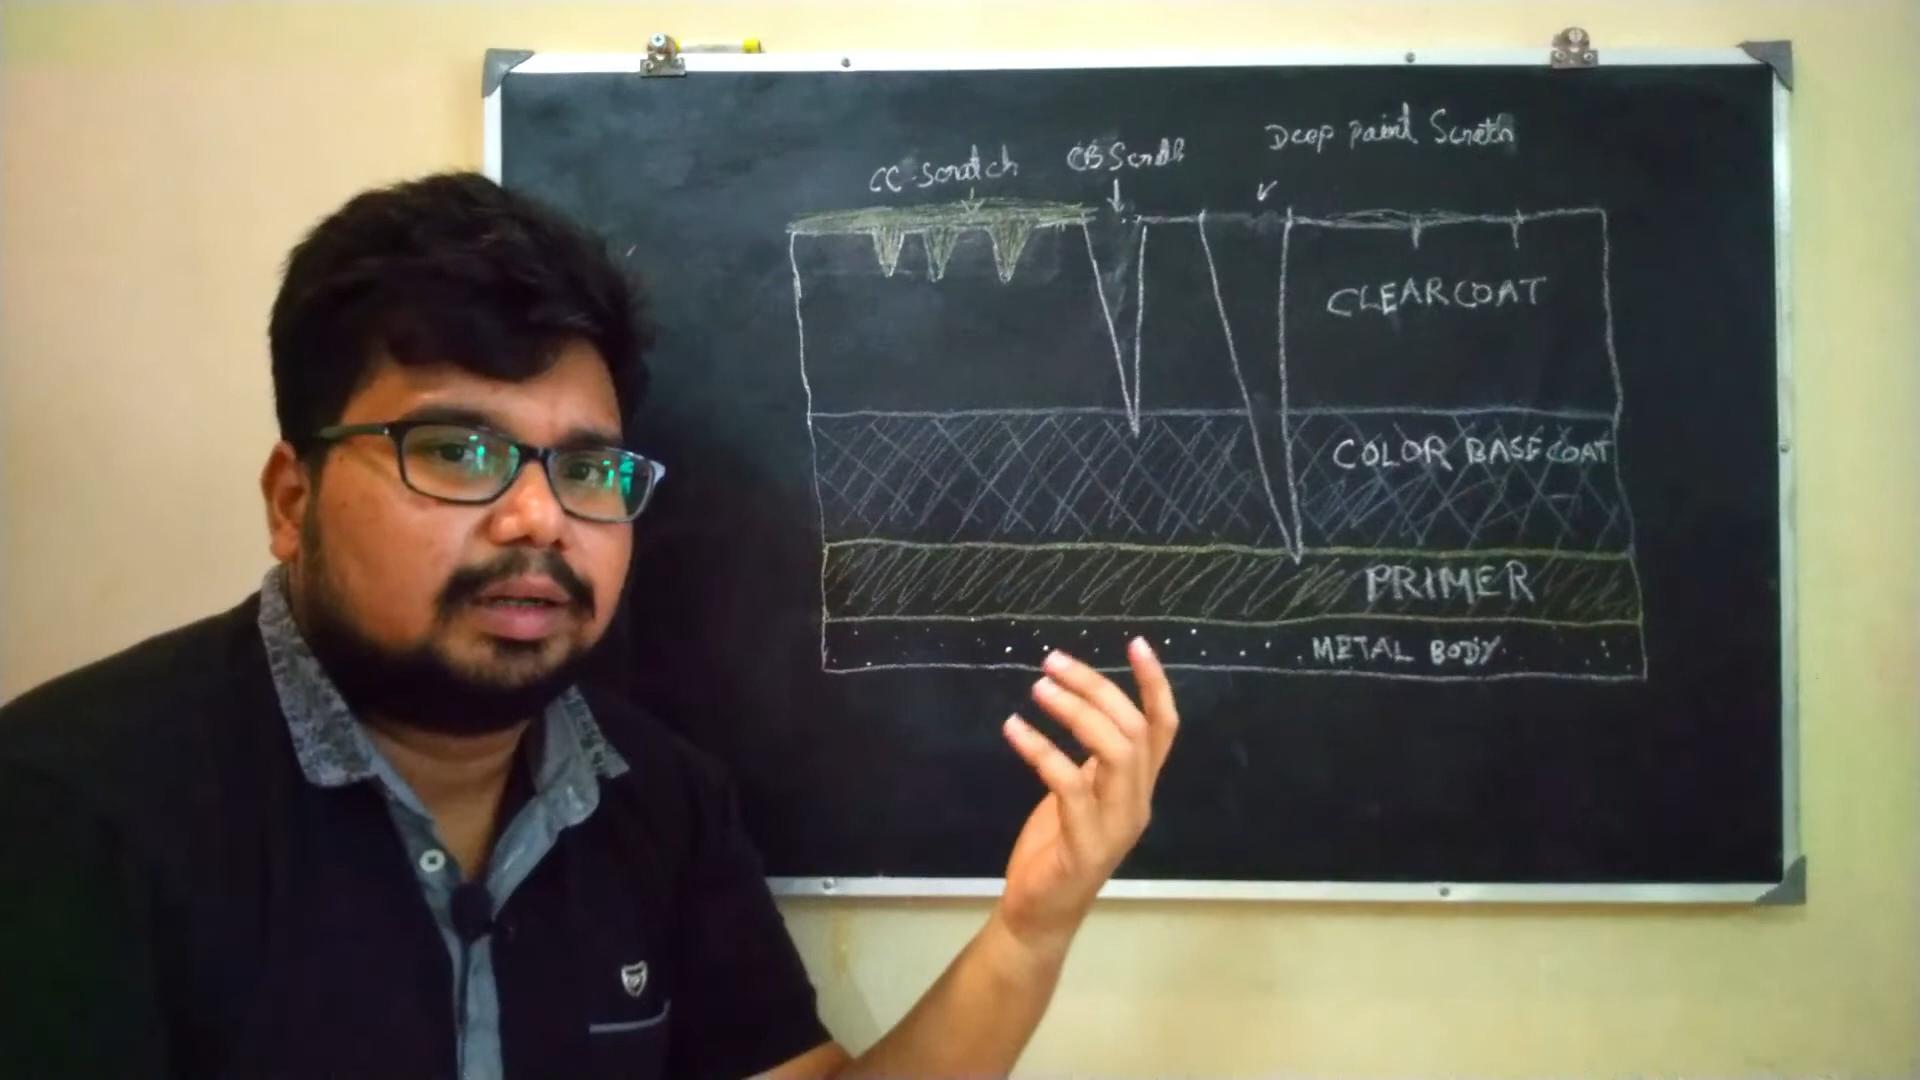 Deep Paint Scratch
CC-Scratch
CB Scratch
CLEARCOAT
COLOR BASECOAT
PRIMER
METAL BODY